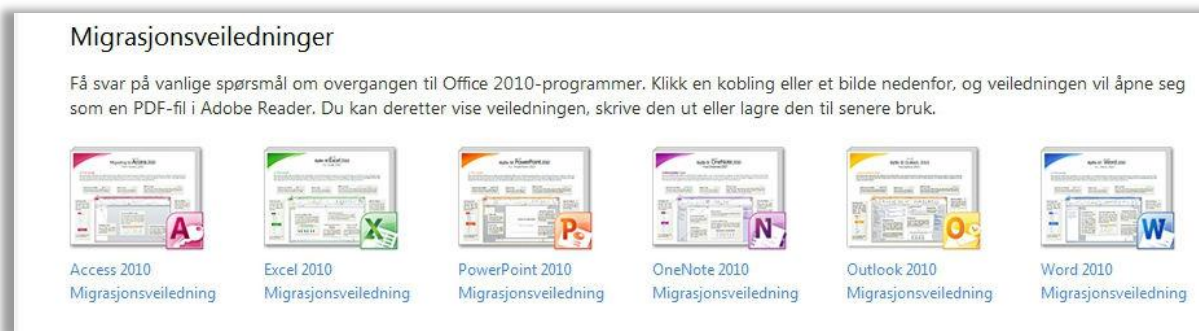 Migrasjonsveiledninger
Få svar på vanlige spørsmål om overgangen til Office 2010-programmer. Klikk en kobling eller et bilde nedenfor, og veiledningen vil åpne seg
som en PDF-fil i Adobe Reader. Du kan deretter vise veiledningen, skrive den ut eller lagre den til senere bruk.
A X P N O W
Access 2010 Excel 2010 PowerPoint 2010 OneNote 2010 Outlook 2010 Word 2010
Migrasjonsveiledning Migrasjonsveiledning Migrasjonsveiledning Migrasjonsveiledning Migrasjonsveiledning Migrasjonsveiledning